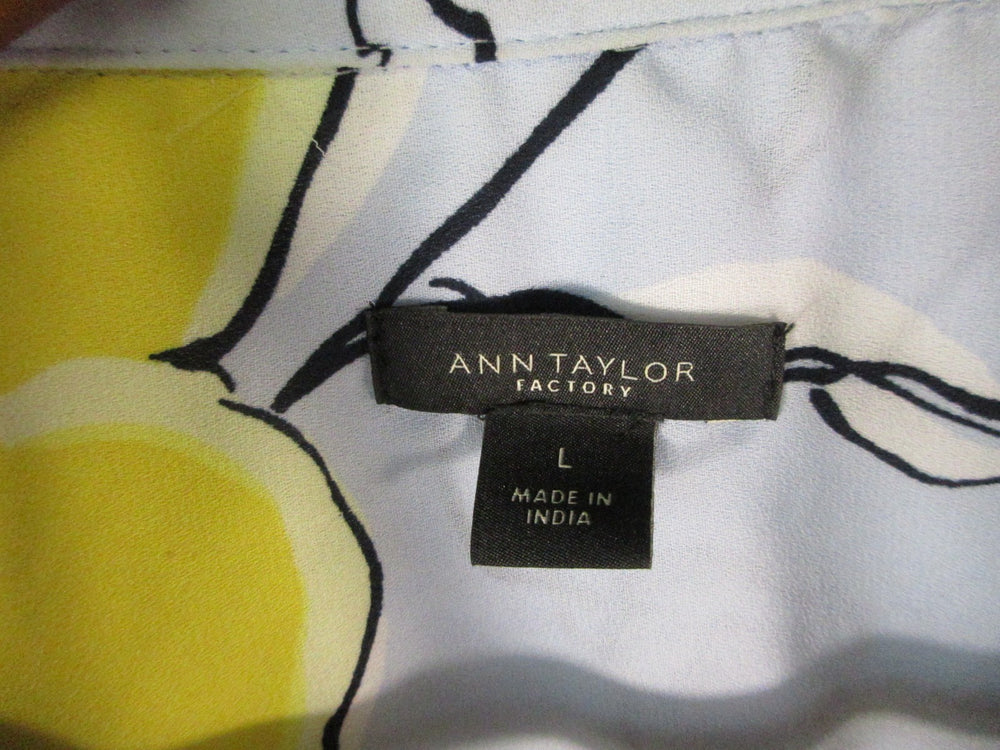 ANN TAYLOR
FACTORY
L
MADE IN
INDIA